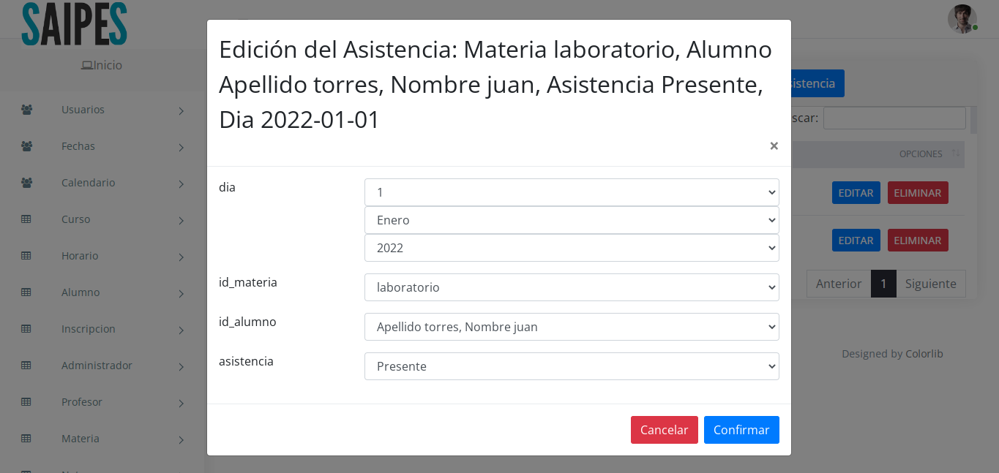 SAIPES
Inicio
Usuarios
Fechas
Calendario
Curso
Horario
Alumno
Inscripcion
Administrador
Profesor
Materia
Edición del Asistencia: Materia laboratorio, Alumno
Apellido torres, Nombre juan, Asistencia Presente,
Dia 2022-01-01
×
dia
1
Enero
2022
id_materia
laboratorio
id_alumno
Apellido torres, Nombre juan
asistencia
Presente
Cancelar Confirmar
sistencia
scar:
OPCIONES
EDITAR ELIMINAR
EDITAR ELIMINAR
Anterior 1 Siguiente
Designed by Colorlib